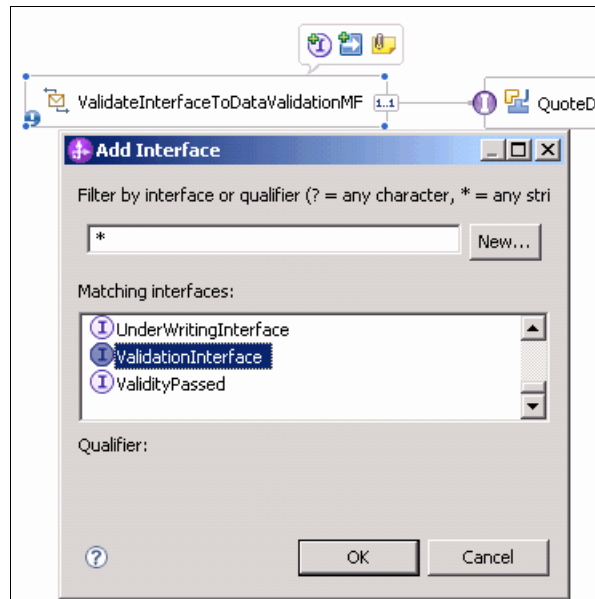 ValidateInterfaceToDataValidationMF 1..1 QuoteD
Add Interface
Filter by interface or qualifier (? = any character, * = any stri
* New...
Matching interfaces:
UnderWritingInterface
ValidationInterface
ValidityPassed
Qualifier:
OK Cancel